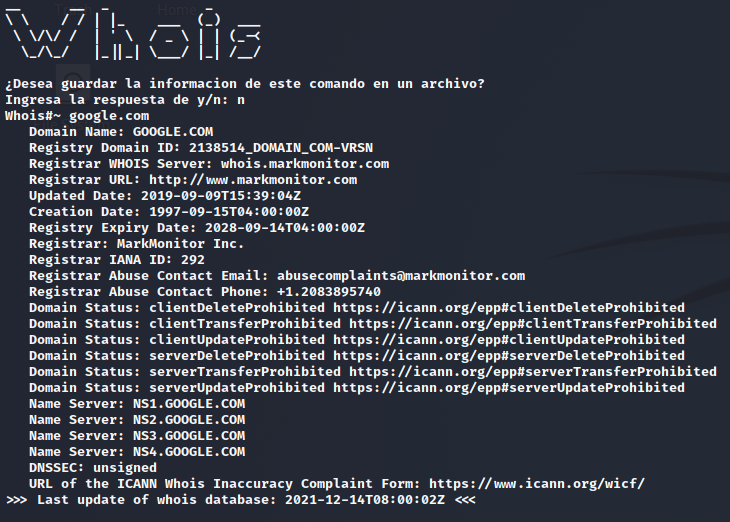 Home
Whois
¿Desea guardar la informacion de este comando en un archivo?
Ingresa la respuesta de y/n: n
Whois#~ google.com
Domain Name: GOOGLE.COM
Registry Domain ID: 2138514_DOMAIN_COM-VRSN
Registrar WHOIS Server: whois.markmonitor.com
Registrar URL: http://www.markmonitor.com
Updated Date: 2019-09-09T15:39:04Z
Creation Date: 1997-09-15T04:00:00Z
Registry Expiry Date: 2028-09-14T04:00:00Z
Registrar: MarkMonitor Inc.
Registrar IANA ID: 292
Registrar Abuse Contact Email: abusecomplaints@markmonitor.com
Registrar Abuse Contact Phone: +1.2083895740
Domain Status: clientDeleteProhibited https://icann.org/epp#clientDeleteProhibited
Domain Status: clientTransferProhibited https://icann.org/epp#clientTransferProhibited
Domain Status: clientUpdateProhibited https://icann.org/epp#clientUpdateProhibited
Domain Status: serverDeleteProhibited https://icann.org/epp#serverDeleteProhibited
Domain Status: serverTransferProhibited https://icann.org/epp#serverTransferProhibited
Domain Status: serverUpdateProhibited https://icann.org/epp#serverUpdateProhibited
Name Server: NS1.GOOGLE.COM
Name Server: NS2.GOOGLE.COM
Name Server: NS3.GOOGLE.COM
Name Server: NS4.GOOGLE.COM
DNSSEC: unsigned
URL of the ICANN Whois Inaccuracy Complaint Form: https://www.icann.org/wicf/
>>> Last update of whois database: 2021-12-14T08:00:02Z <<<